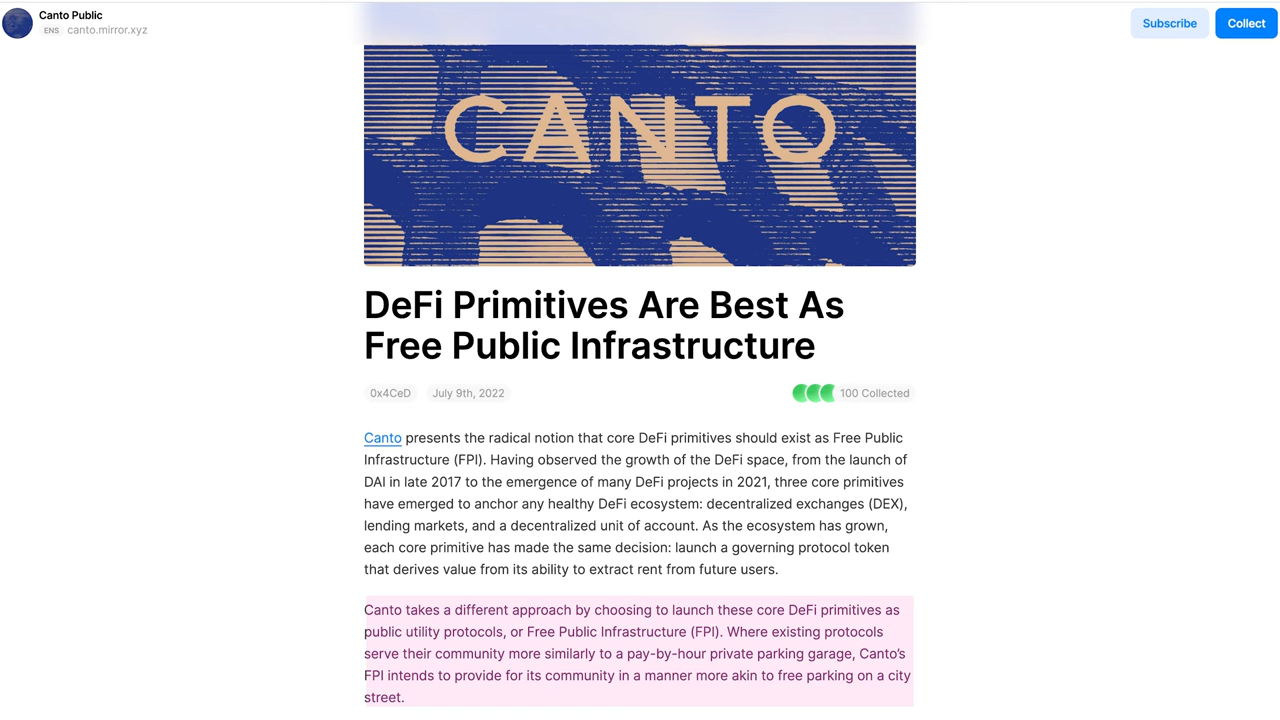 Canto Public
ENS canto.mirror.xyz
Subscribe
Collect
CANTO
DeFi Primitives Are Best As
Free Public Infrastructure
0x4CeD
July 9th, 2022
100 Collected
Canto presents the radical notion that core DeFi primitives should exist as Free Public
Infrastructure (FPI). Having observed the growth of the DeFi space, from the launch of
DAI in late 2017 to the emergence of many DeFi projects in 2021, three core primitives
have emerged to anchor any healthy DeFi ecosystem: decentralized exchanges (DEX),
lending markets, and a decentralized unit of account. As the ecosystem has grown,
each core primitive has made the same decision: launch a governing protocol token
that derives value from its ability to extract rent from future users.
Canto takes a different approach by choosing to launch these core DeFi primitives as
public utility protocols, or Free Public Infrastructure (FPI). Where existing protocols
serve their community more similarly to a pay-by-hour private parking garage, Canto’s
FPI intends to provide for its community in a manner more akin to free parking on a city
street.